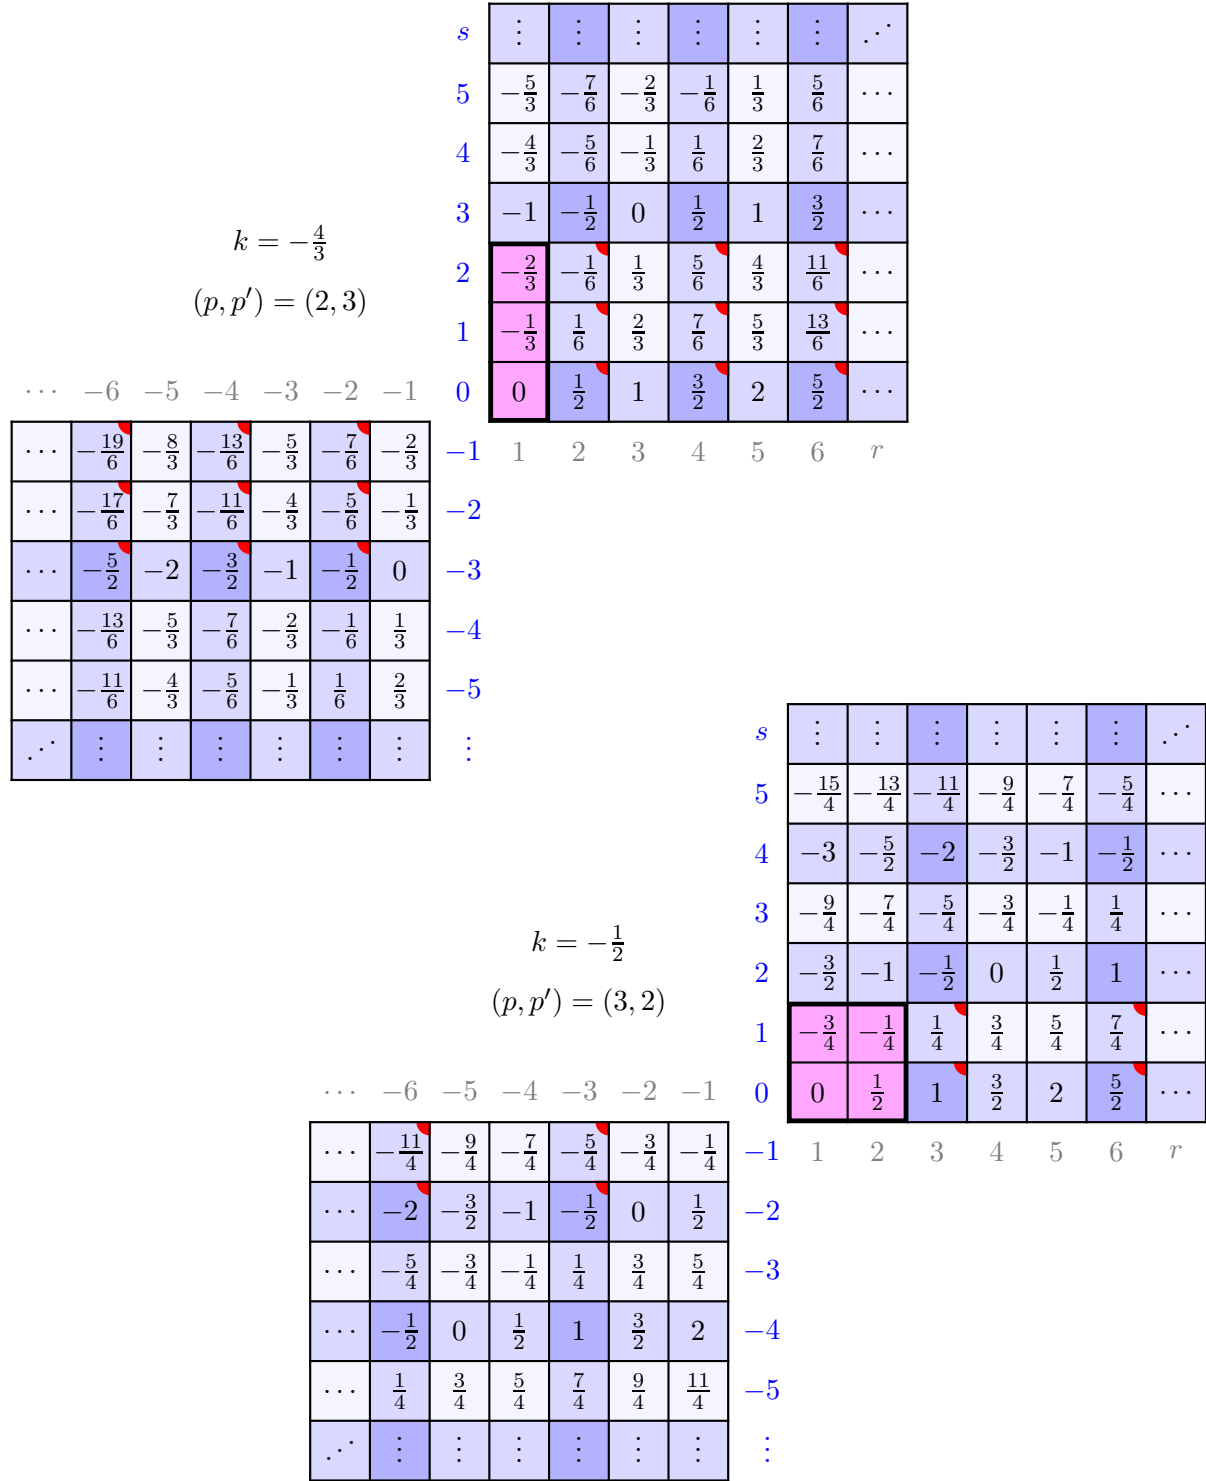 s ⋮ ⋮ ⋮ ⋮ ⋮ ⋮ ⋰
5 −5/3 −7/6 −2/3 −1/6 1/3 5/6 ⋯
4 −4/3 −5/6 −1/3 1/6 2/3 7/6 ⋯
3 −1 −1/2 0 1/2 1 3/2 ⋯
2 −2/3 −1/6 1/3 5/6 4/3 11/6 ⋯
1 −1/3 1/6 2/3 7/6 5/3 13/6 ⋯
0 0 1/2 1 3/2 2 5/2 ⋯
1 2 3 4 5 6 r
k = −4/3
(p, p′) = (2, 3)
⋯ −6 −5 −4 −3 −2 −1
⋯ −19/6 −8/3 −13/6 −5/3 −7/6 −2/3 −1
⋯ −17/6 −7/3 −11/6 −4/3 −5/6 −1/3 −2
⋯ −5/2 −2 −3/2 −1 −1/2 0 −3
⋯ −13/6 −5/3 −7/6 −2/3 −1/6 1/3 −4
⋯ −11/6 −4/3 −5/6 −1/3 1/6 2/3 −5
⋰ ⋮ ⋮ ⋮ ⋮ ⋮ ⋮ ⋮
s ⋮ ⋮ ⋮ ⋮ ⋮ ⋮ ⋰
5 −15/4 −13/4 −11/4 −9/4 −7/4 −5/4 ⋯
4 −3 −5/2 −2 −3/2 −1 −1/2 ⋯
3 −9/4 −7/4 −5/4 −3/4 −1/4 1/4 ⋯
2 −3/2 −1 −1/2 0 1/2 1 ⋯
1 −3/4 −1/4 1/4 3/4 5/4 7/4 ⋯
0 0 1/2 1 3/2 2 5/2 ⋯
1 2 3 4 5 6 r
k = −1/2
(p, p′) = (3, 2)
⋯ −6 −5 −4 −3 −2 −1
⋯ −11/4 −9/4 −7/4 −5/4 −3/4 −1/4 −1
⋯ −2 −3/2 −1 −1/2 0 1/2 −2
⋯ −5/4 −3/4 −1/4 1/4 3/4 5/4 −3
⋯ −1/2 0 1/2 1 3/2 2 −4
⋯ 1/4 3/4 5/4 7/4 9/4 11/4 −5
⋰ ⋮ ⋮ ⋮ ⋮ ⋮ ⋮ ⋮